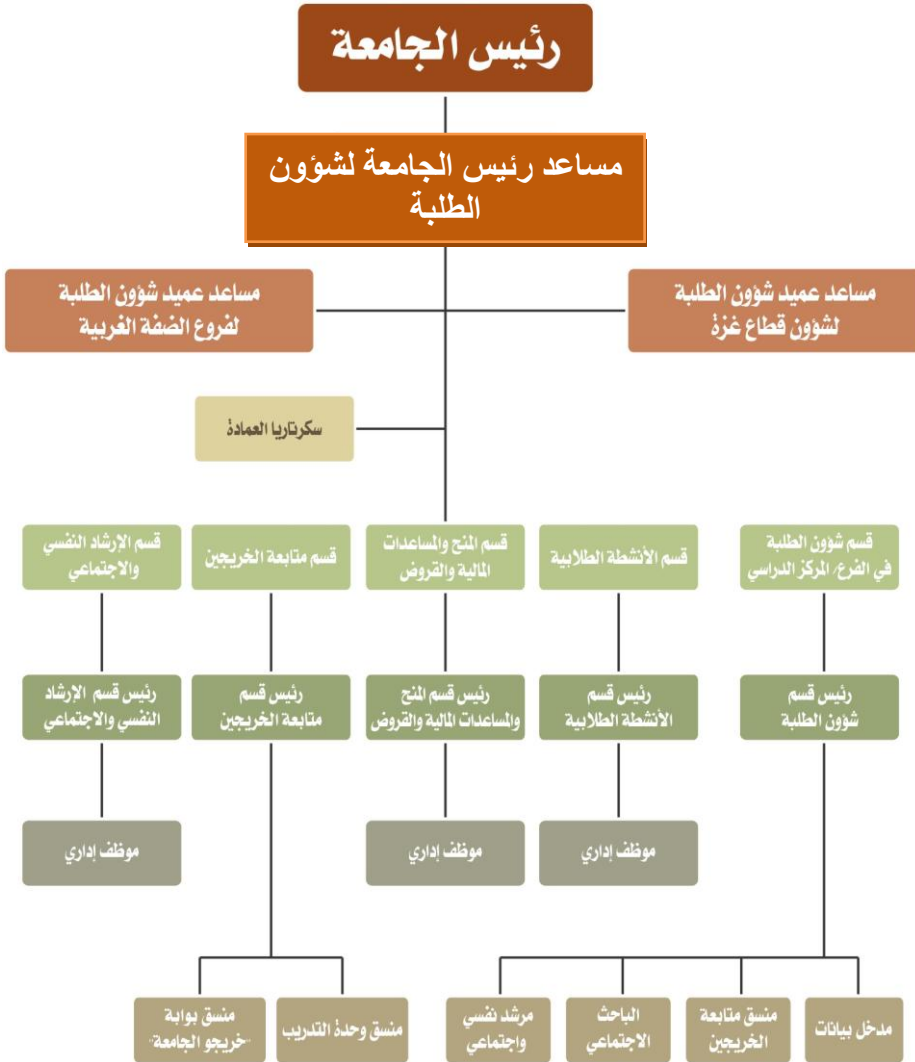 رئيس الجامعة
مساعد رئيس الجامعة لشؤون
الطلبة
مساعد عميد شؤون الطلبة
لشؤون قطاع غزة
مساعد عميد شؤون الطلبة
لفروع الضفة الغربية
سكرتاريا العمادة
قسم شؤون الطلبة
في الفرع/ المركز الدراسي
قسم الأنشطة الطلابية
قسم المنح والمساعدات
المالية والقروض
قسم متابعة الخريجين
قسم الإرشاد النفسي
والاجتماعي
رئيس قسم
شؤون الطلبة
رئيس قسم
الأنشطة الطلابية
رئيس قسم المنح
والمساعدات المالية والقروض
رئيس قسم
متابعة الخريجين
رئيس قسم الارشاد
النفسي والاجتماعي
موظف إداري
موظف إداري
موظف إداري
مدخل بيانات
منسق متابعة
الخريجين
الباحث
الاجتماعي
مرشد نفسي
واجتماعي
منسق وحدة التدريب
منسق بوابة
"خريجو الجامعة"